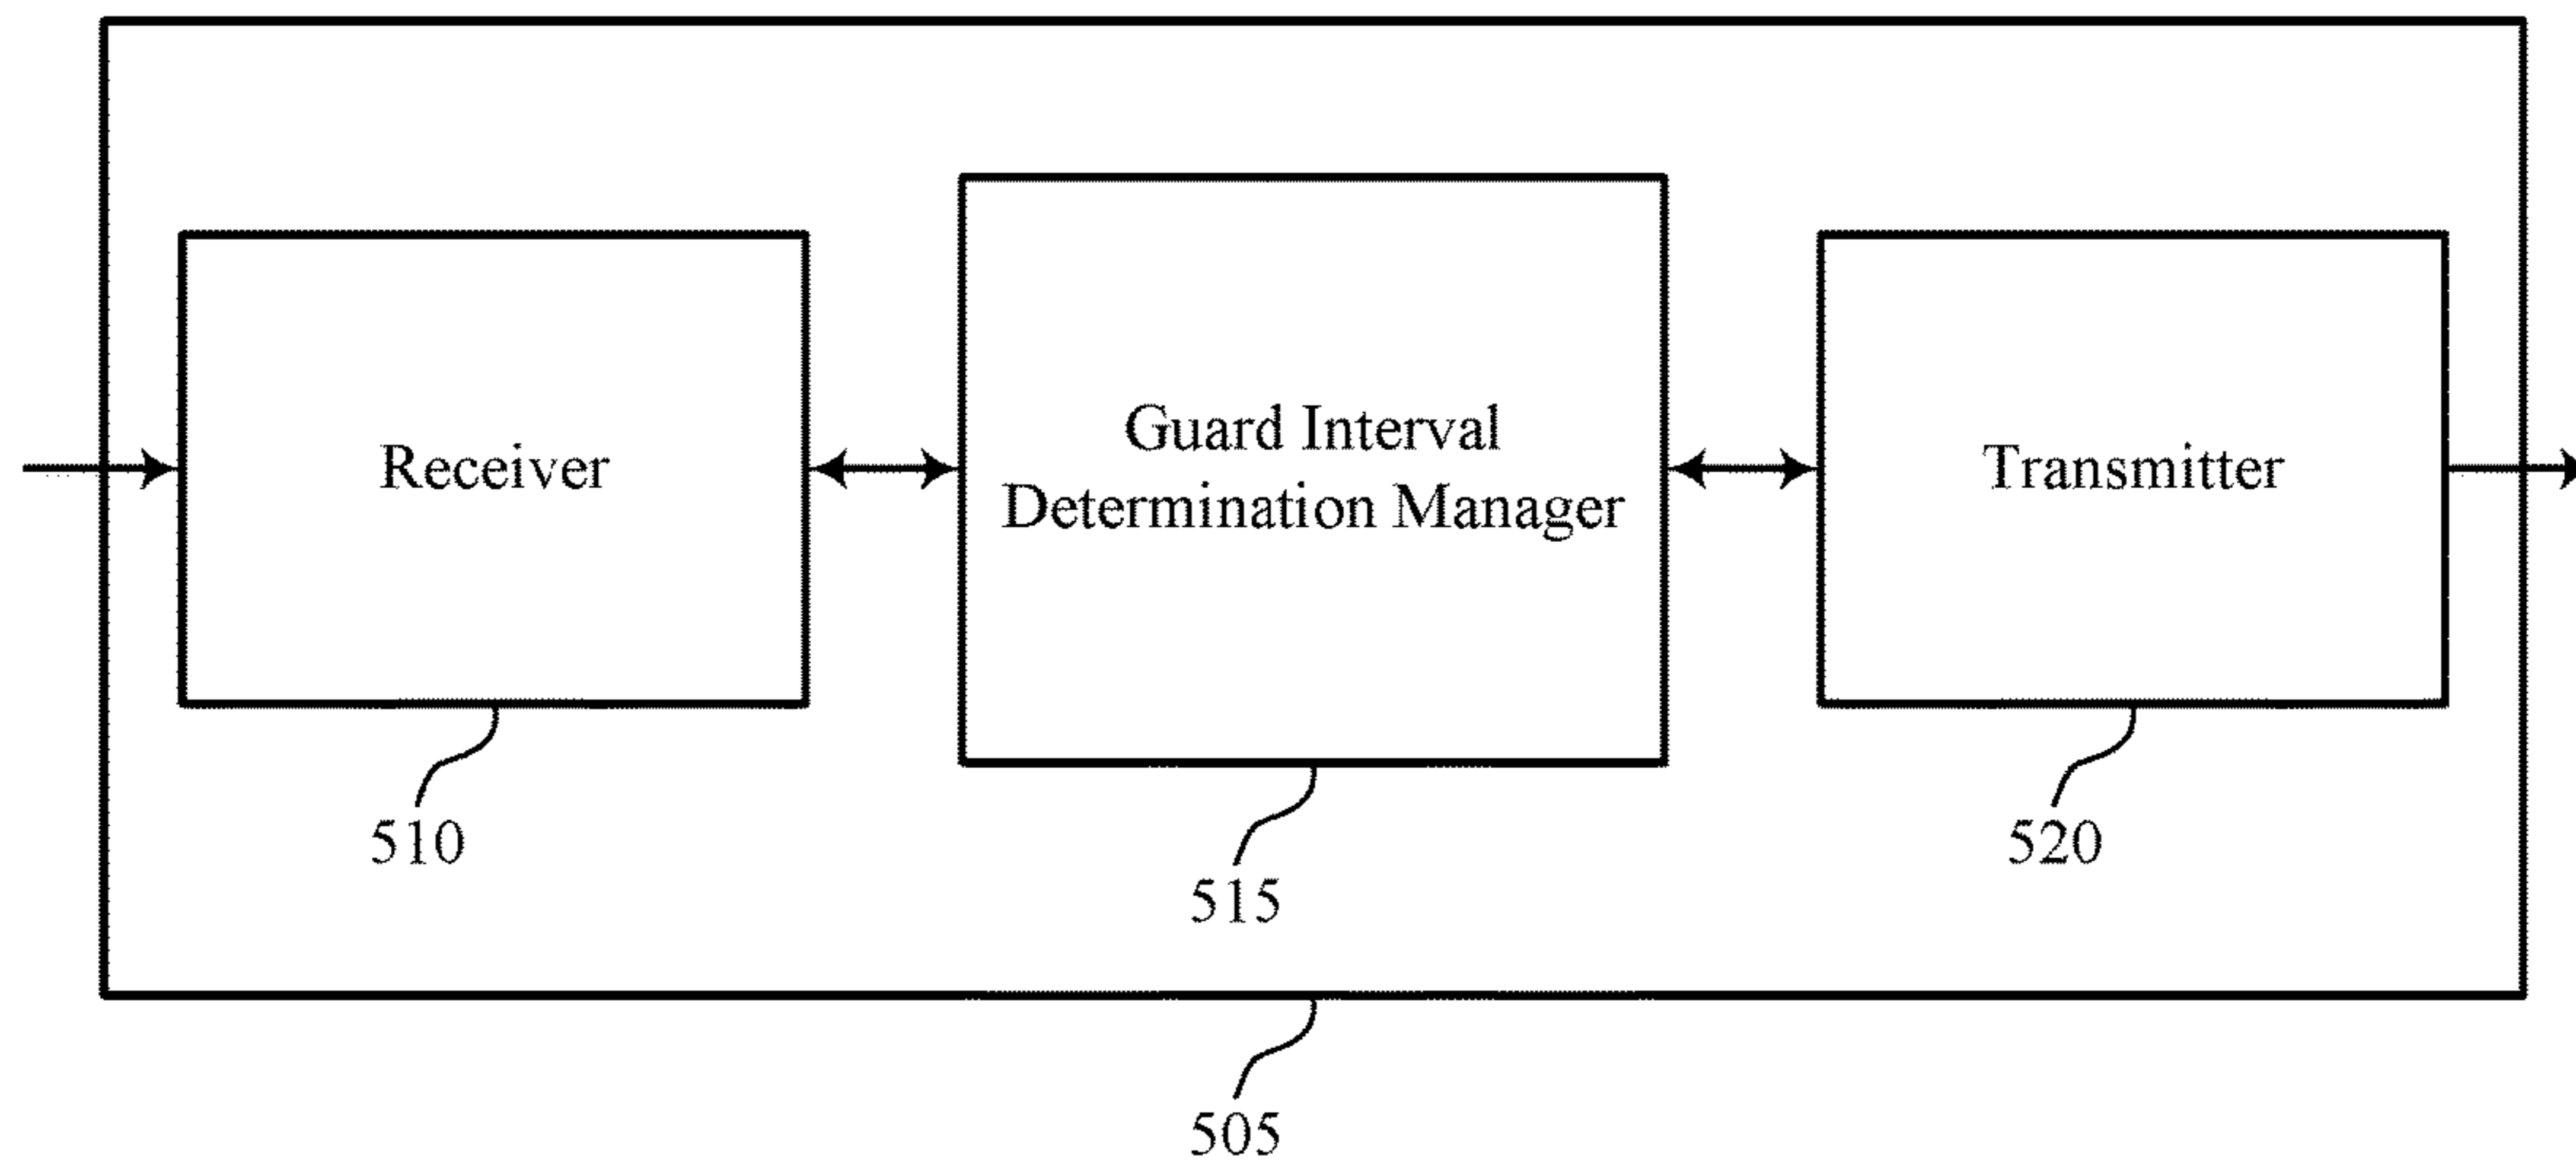 Receiver
Guard Interval
Determination Manager
Transmitter
510
515
520
505